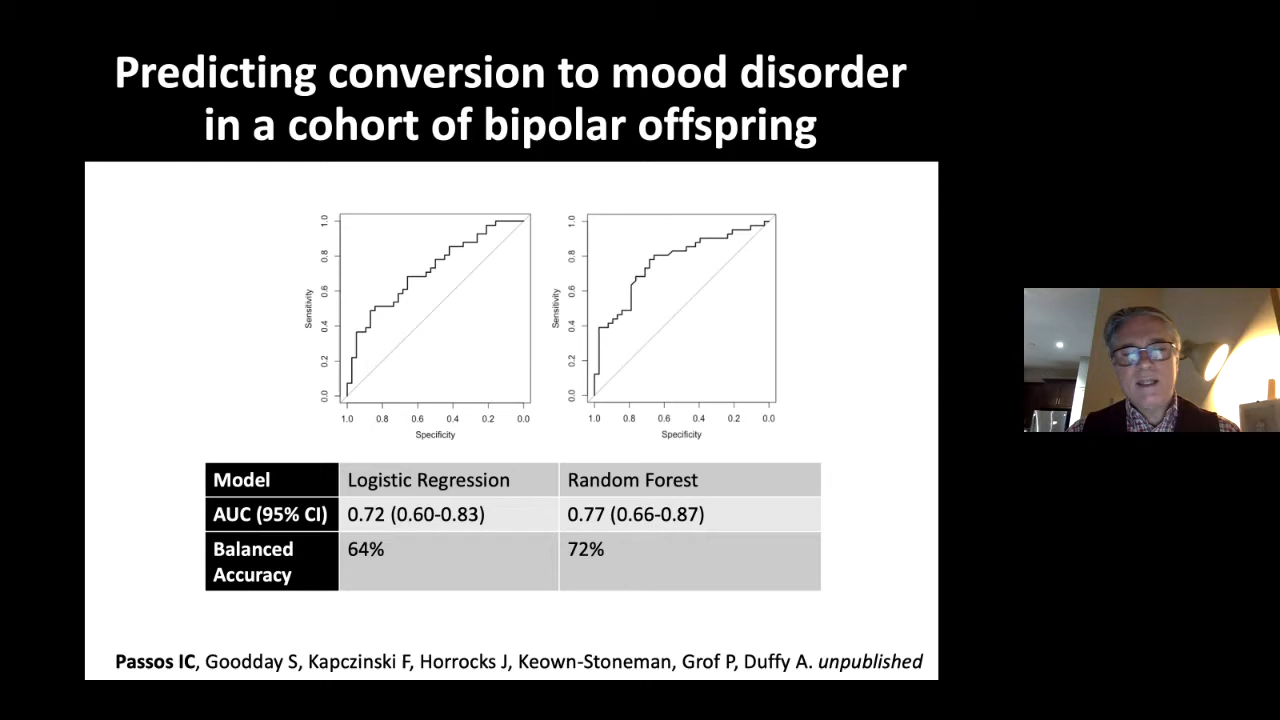 Predicting conversion to mood disorder
in a cohort of bipolar offspring
1.0
0.8
0.6
0.4
0.2
0.0
Sensitivity
1.0 0.8 0.6 0.4 0.2 0.0
Specificity
1.0
0.8
0.6
0.4
0.2
0.0
Sensitivity
1.0 0.8 0.6 0.4 0.2 0.0
Specificity
Model Logistic Regression Random Forest
AUC (95% CI) 0.72 (0.60-0.83) 0.77 (0.66-0.87)
Balanced 64% 72%
Accuracy
Passos IC, Goodday S, Kapczinski F, Horrocks J, Keown-Stoneman, Grof P, Duffy A. unpublished